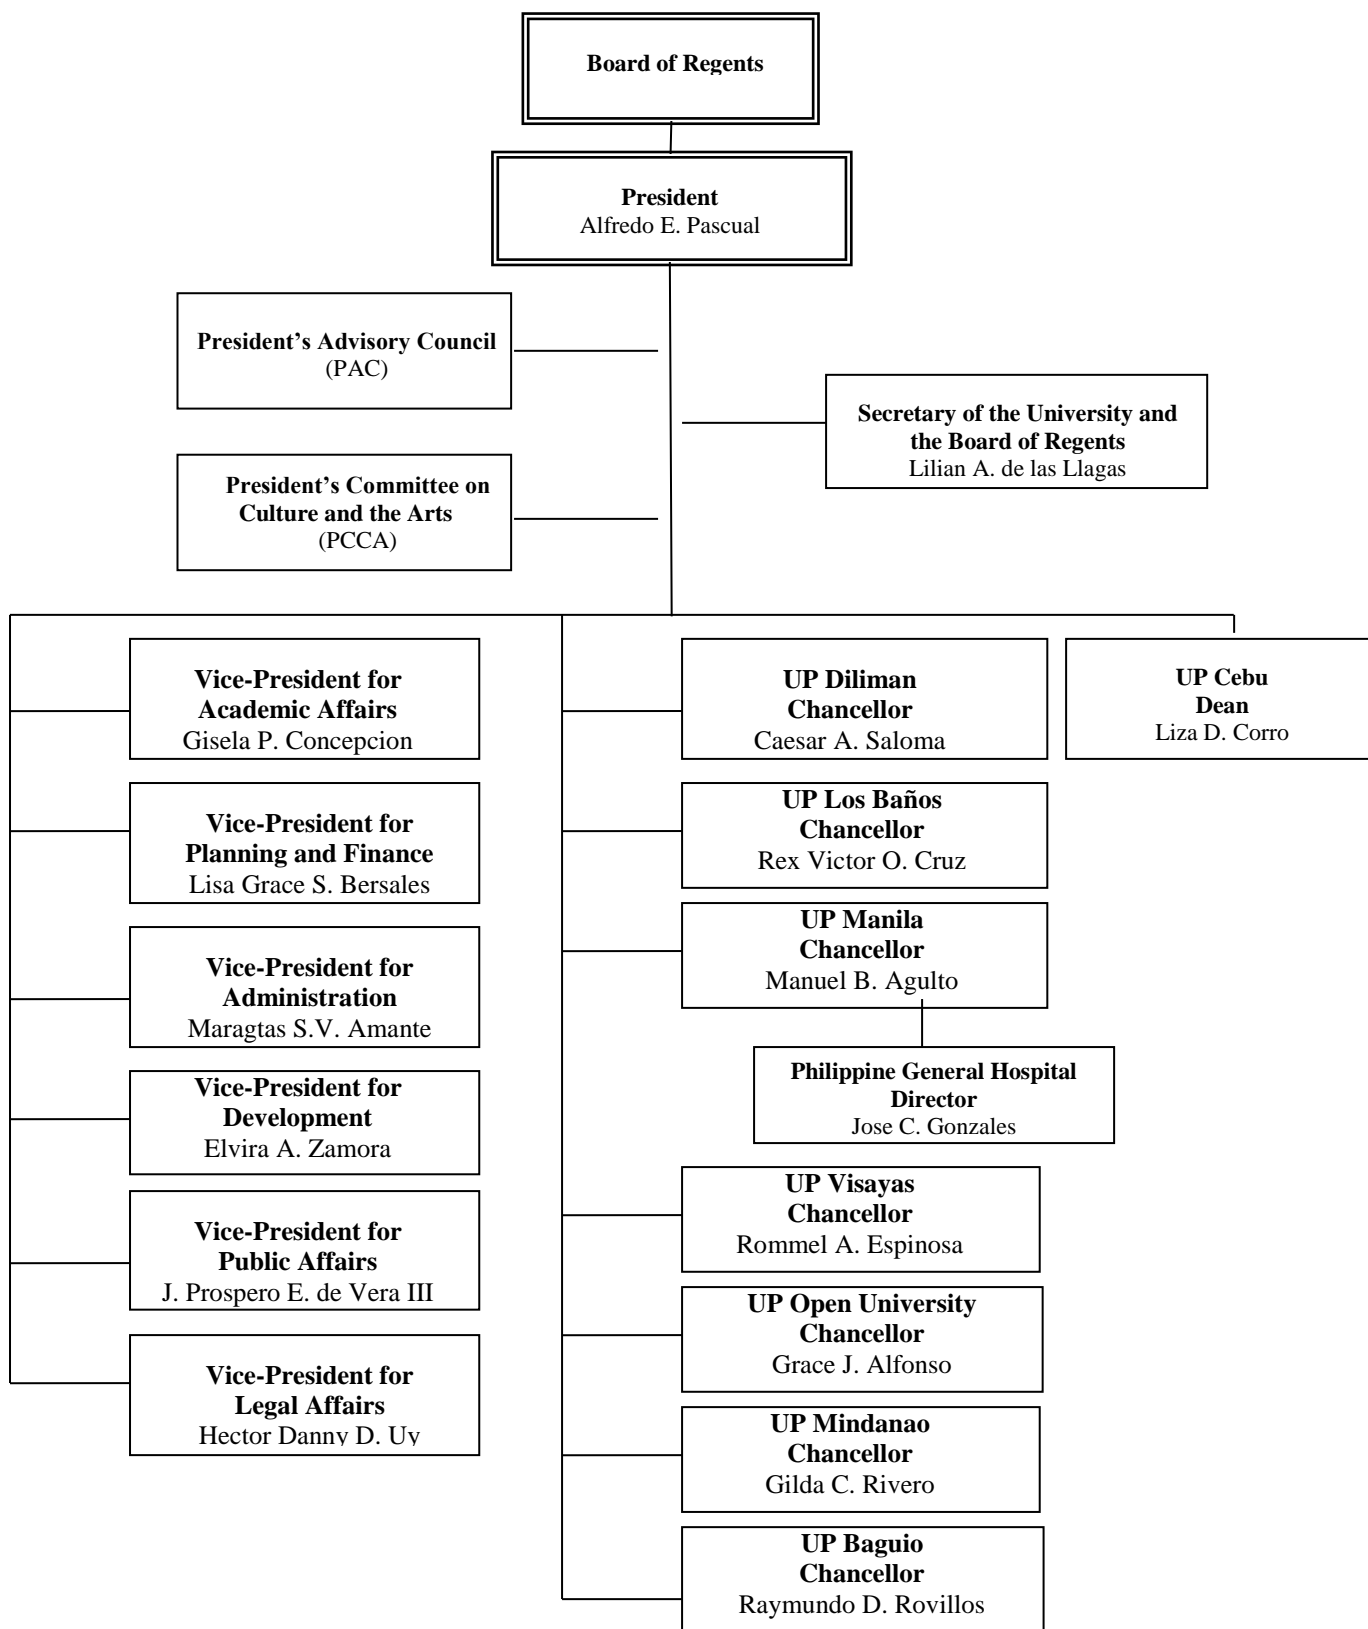 Board of Regents
President
Alfredo E. Pascual
President’s Advisory Council
(PAC)
Secretary of the University and
the Board of Regents
Lilian A. de las Llagas
President’s Committee on
Culture and the Arts
(PCCA)
Vice-President for
Academic Affairs
Gisela P. Concepcion
Vice-President for
Planning and Finance
Lisa Grace S. Bersales
Vice-President for
Administration
Maragtas S.V. Amante
Vice-President for
Development
Elvira A. Zamora
Vice-President for
Public Affairs
J. Prospero E. de Vera III
Vice-President for
Legal Affairs
Hector Danny D. Uy
UP Diliman
Chancellor
Caesar A. Saloma
UP Los Baños
Chancellor
Rex Victor O. Cruz
UP Manila
Chancellor
Manuel B. Agulto
Philippine General Hospital
Director
Jose C. Gonzales
UP Visayas
Chancellor
Rommel A. Espinosa
UP Open University
Chancellor
Grace J. Alfonso
UP Mindanao
Chancellor
Gilda C. Rivero
UP Baguio
Chancellor
Raymundo D. Rovillos
UP Cebu
Dean
Liza D. Corro